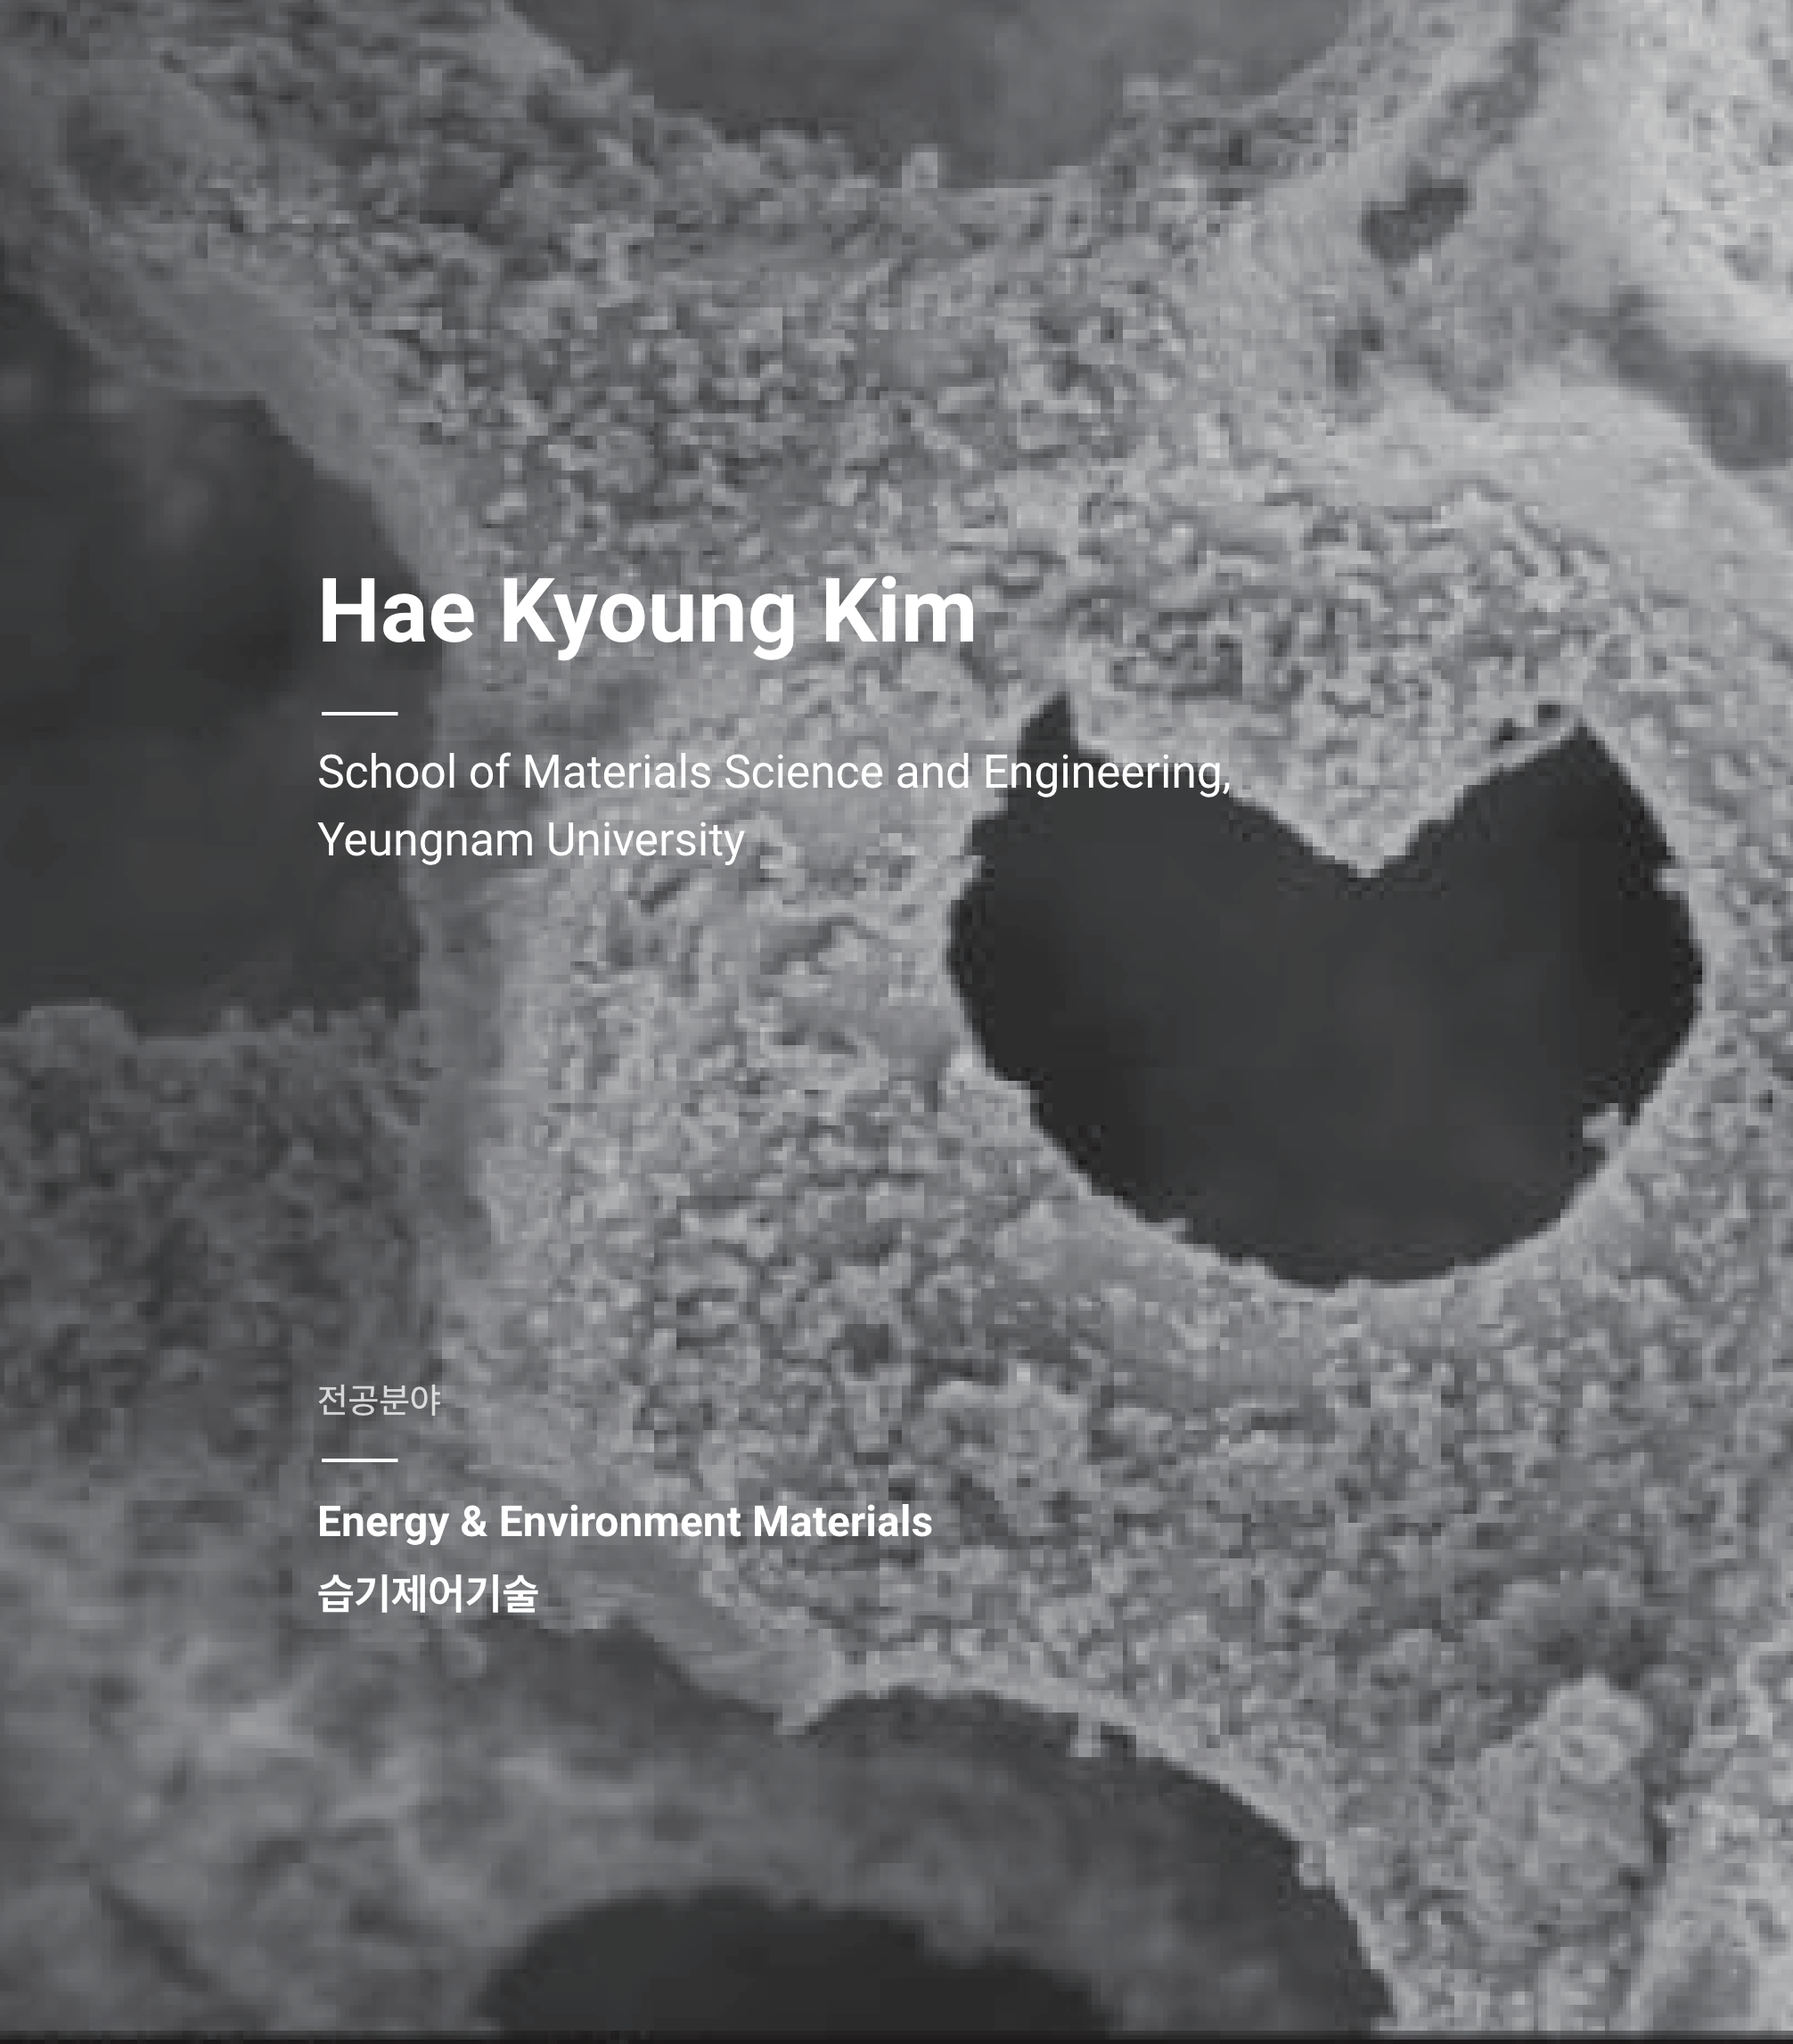 Hae Kyoung Kim
School of Materials Science and Engineering,
Yeungnam University
전공분야
Energy & Environment Materials
습기제어기술